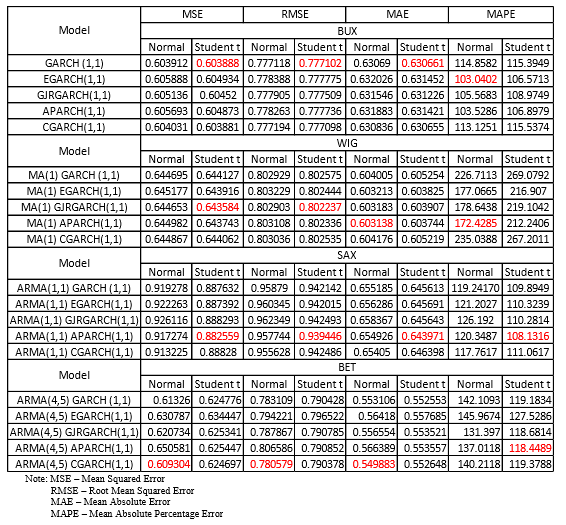 Model MSE RMSE MAE MAPE
BUX
Normal Student t Normal Student t Normal Student t Normal Student t
GARCH (1,1) 0.603912 0.603888 0.777118 0.777102 0.63069 0.630661 114.8582 115.3949
EGARCH(1,1) 0.605888 0.604934 0.778388 0.777775 0.632026 0.631452 103.0402 106.5713
GJRGARCH(1,1) 0.605136 0.60452 0.777905 0.777509 0.631546 0.631226 105.5683 108.9749
APARCH(1,1) 0.605693 0.604873 0.778263 0.777736 0.631883 0.631421 103.5286 106.8979
CGARCH(1,1) 0.604031 0.603881 0.777194 0.777098 0.630836 0.630655 113.1251 115.5374
Model WIG
Normal Student t Normal Student t Normal Student t Normal Student t
MA(1) GARCH (1,1) 0.644695 0.644127 0.802929 0.802575 0.604005 0.605254 226.7113 269.0792
MA(1) EGARCH(1,1) 0.645177 0.643916 0.803229 0.802444 0.603213 0.603825 177.0665 216.907
MA(1) GJRGARCH(1,1) 0.644653 0.643584 0.802903 0.802237 0.603183 0.603907 178.6438 219.1042
MA(1) APARCH(1,1) 0.644982 0.643743 0.803108 0.802336 0.603138 0.603744 172.4285 212.2406
MA(1) CGARCH(1,1) 0.644867 0.644062 0.803036 0.802535 0.604176 0.605219 235.0388 267.2011
Model SAX
Normal Student t Normal Student t Normal Student t Normal Student t
ARMA(1,1) GARCH (1,1) 0.919278 0.887632 0.95879 0.942142 0.655185 0.645613 119.24170 109.8949
ARMA(1,1) EGARCH(1,1) 0.922263 0.887392 0.960345 0.942015 0.656286 0.645691 121.2027 110.3239
ARMA(1,1) GJRGARCH(1,1) 0.926116 0.888293 0.962349 0.942493 0.658367 0.645643 126.192 110.2814
ARMA(1,1) APARCH(1,1) 0.917274 0.882559 0.957744 0.939446 0.654926 0.643971 120.3487 108.1316
ARMA(1,1) CGARCH(1,1) 0.913225 0.88828 0.955628 0.942486 0.65405 0.646398 117.7617 111.0617
Model BET
Normal Student t Normal Student t Normal Student t Normal Student t
ARMA(4,5) GARCH (1,1) 0.61326 0.624776 0.783109 0.790428 0.553106 0.552553 142.1093 119.1834
ARMA(4,5) EGARCH(1,1) 0.630787 0.634447 0.794221 0.796522 0.56418 0.557685 145.9674 127.5286
ARMA(4,5) GJRGARCH(1,1) 0.620734 0.625341 0.787867 0.790785 0.556554 0.553521 131.397 118.6814
ARMA(4,5) APARCH(1,1) 0.650581 0.625447 0.806586 0.790852 0.566389 0.553557 137.0118 118.4489
ARMA(4,5) CGARCH(1,1) 0.609304 0.624697 0.780579 0.790378 0.549883 0.552648 140.2118 119.3788
Note: MSE – Mean Squared Error
RMSE – Root Mean Squared Error
MAE – Mean Absolute Error
MAPE – Mean Absolute Percentage Error